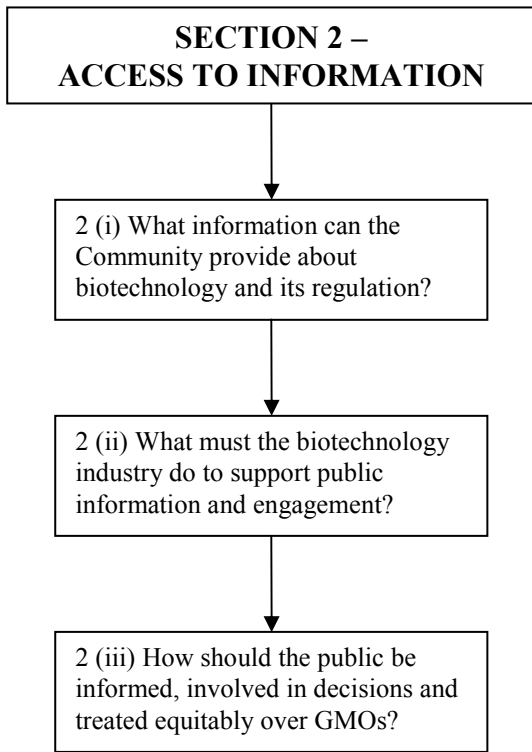 SECTION 2 –
ACCESS TO INFORMATION
2 (i) What information can the
Community provide about
biotechnology and its regulation?
2 (ii) What must the biotechnology
industry do to support public
information and engagement?
2 (iii) How should the public be
informed, involved in decisions and
treated equitably over GMOs?